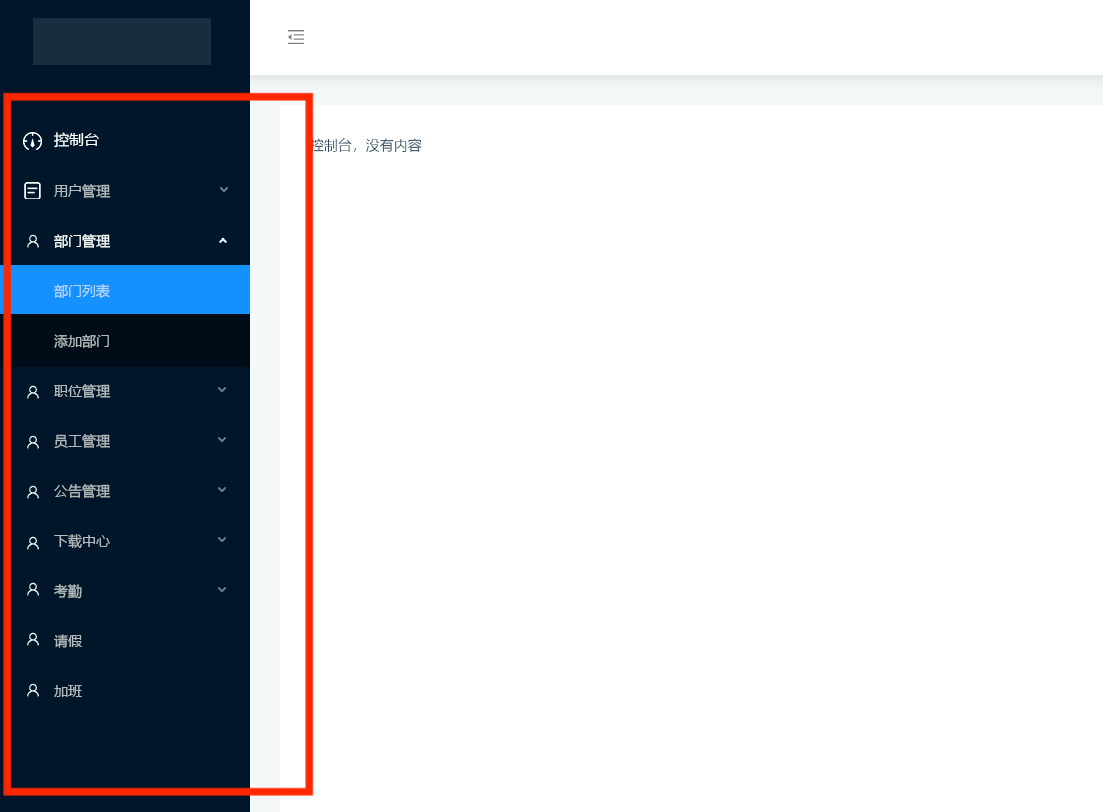 控制台
控制台，没有内容
用户管理
部门管理
部门列表
添加部门
职位管理
员工管理
公告管理
下载中心
考勤
请假
加班